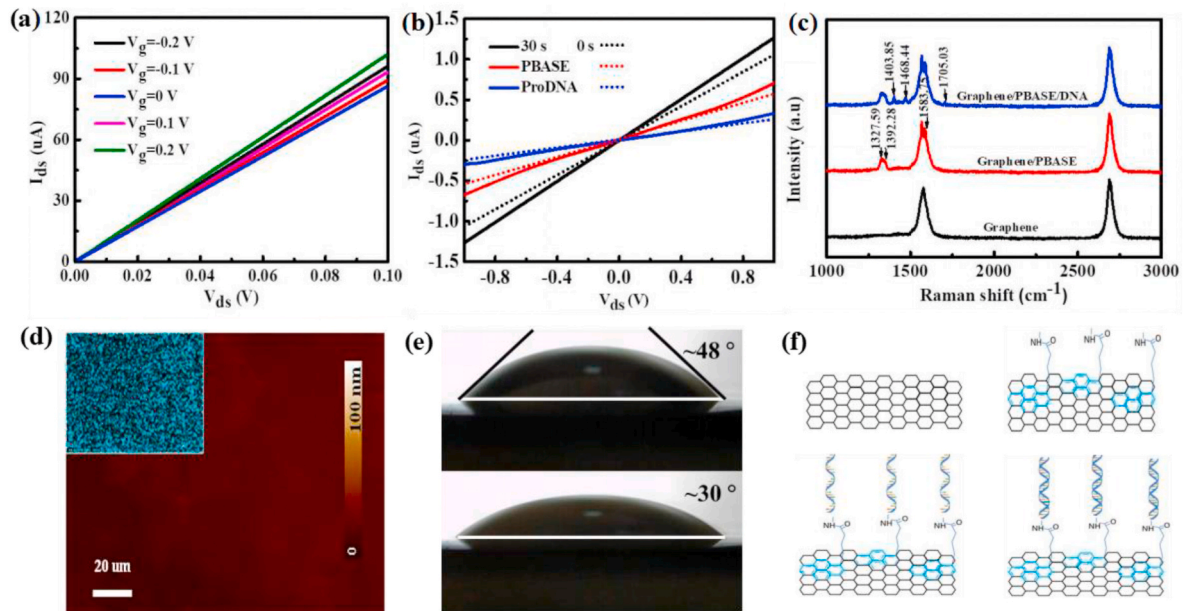 (a)
120
90
60
30
0
I_ds (uA)
V_g=-0.2 V
V_g=-0.1 V
V_g=0 V
V_g=0.1 V
V_g=0.2 V
0.00 0.02 0.04 0.06 0.08 0.10
V_ds (V)
(b)
1.5
1.0
0.5
0.0
-0.5
-1.0
-1.5
I_ds (uA)
30 s 0 s
PBASE
ProDNA
-0.8 -0.4 0.0 0.4 0.8
V_ds (V)
(c)
Intensity (a.u)
1327.59
1392.28
1403.85
1468.44
1583.75
1705.03
Graphene/PBASE/DNA
Graphene/PBASE
Graphene
1000 1500 2000 2500 3000
Raman shift (cm⁻¹)
(d)
100 nm
0
20 um
(e)
~48 °
~30 °
(f)
NH O NH O NH O
NH O NH O NH O
NH O NH O NH O